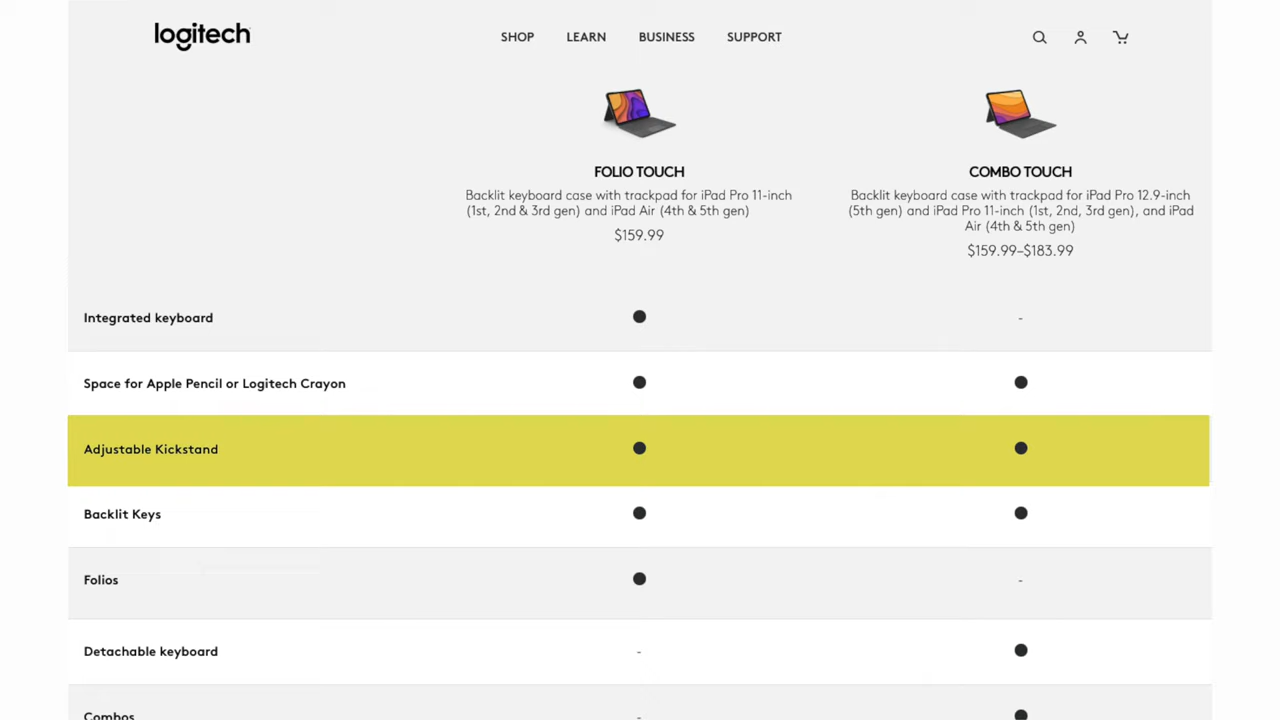 logitech
SHOP LEARN BUSINESS SUPPORT
FOLIO TOUCH
Backlit keyboard case with trackpad for iPad Pro 11-inch
(1st, 2nd & 3rd gen) and iPad Air (4th & 5th gen)
$159.99
COMBO TOUCH
Backlit keyboard case with trackpad for iPad Pro 12.9-inch
(5th gen) and iPad Pro 11-inch (1st, 2nd, 3rd gen), and iPad
Air (4th & 5th gen)
$159.99–$183.99
Integrated keyboard -
Space for Apple Pencil or Logitech Crayon
Adjustable Kickstand
Backlit Keys
Folios -
Detachable keyboard -
Combos -